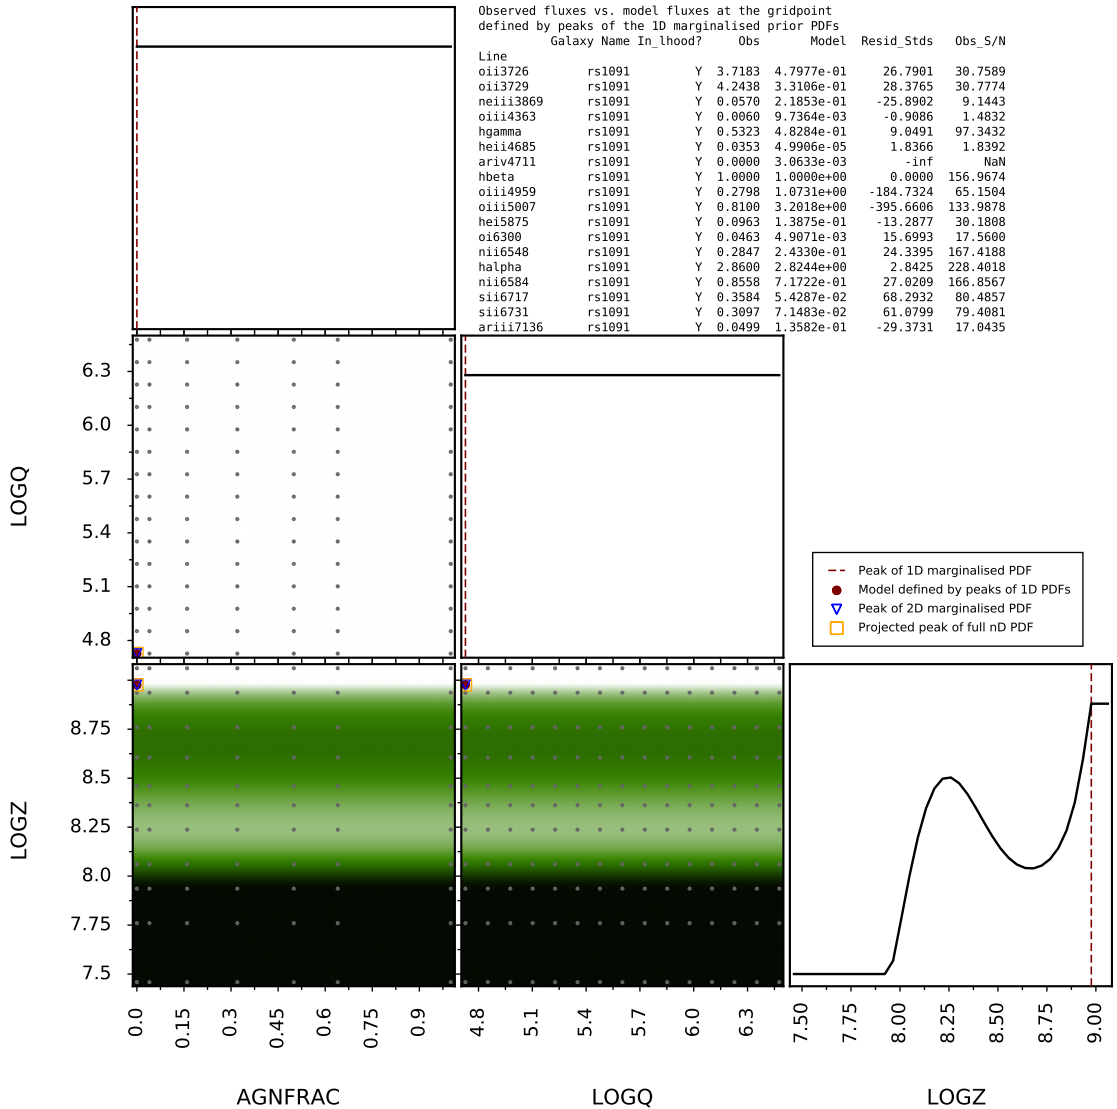 Observed fluxes vs. model fluxes at the gridpoint
defined by peaks of the 1D marginalised prior PDFs
Galaxy Name In_lhood? Obs Model Resid_Stds Obs_S/N
Line
oii3726 rs1091 Y 3.7183 4.7977e-01 26.7901 30.7589
oii3729 rs1091 Y 4.2438 3.3106e-01 28.3765 30.7774
neiii3869 rs1091 Y 0.0570 2.1853e-01 -25.8902 9.1443
oiii4363 rs1091 Y 0.0060 9.7364e-03 -0.9086 1.4832
hgamma rs1091 Y 0.5323 4.8284e-01 9.0491 97.3432
heii4685 rs1091 Y 0.0353 4.9906e-05 1.8366 1.8392
ariv4711 rs1091 Y 0.0000 3.0633e-03 -inf NaN
hbeta rs1091 Y 1.0000 1.0000e+00 0.0000 156.9674
oiii4959 rs1091 Y 0.2798 1.0731e+00 -184.7324 65.1504
oiii5007 rs1091 Y 0.8100 3.2018e+00 -395.6606 133.9878
hei5875 rs1091 Y 0.0963 1.3875e-01 -13.2877 30.1808
oi6300 rs1091 Y 0.0463 4.9071e-03 15.6993 17.5600
nii6548 rs1091 Y 0.2847 2.4330e-01 24.3395 167.4188
halpha rs1091 Y 2.8600 2.8244e+00 2.8425 228.4018
nii6584 rs1091 Y 0.8558 7.1722e-01 27.0209 166.8567
sii6717 rs1091 Y 0.3584 5.4287e-02 68.2932 80.4857
sii6731 rs1091 Y 0.3097 7.1483e-02 61.0799 79.4081
ariii7136 rs1091 Y 0.0499 1.3582e-01 -29.3731 17.0435
LOGQ
6.3
6.0
5.7
5.4
5.1
4.8
Peak of 1D marginalised PDF
Model defined by peaks of 1D PDFs
Peak of 2D marginalised PDF
Projected peak of full nD PDF
LOGZ
8.75
8.5
8.25
8.0
7.75
7.5
0.0 0.15 0.3 0.45 0.6 0.75 0.9
4.8 5.1 5.4 5.7 6.0 6.3
7.50 7.75 8.00 8.25 8.50 8.75 9.00
AGNFRAC LOGQ LOGZ